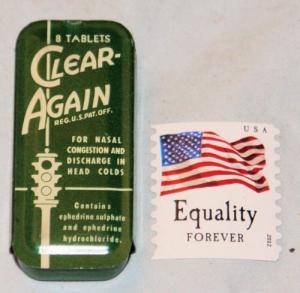 8 TABLETS
CLEAR-
AGAIN
REG. U.S. PAT. OFF.
FOR NASAL
CONGESTION AND
DISCHARGE IN
HEAD COLDS
Contains
ephedrine sulphate
and ephedrine
hydrochloride.
USA
Equality
FOREVER
2012